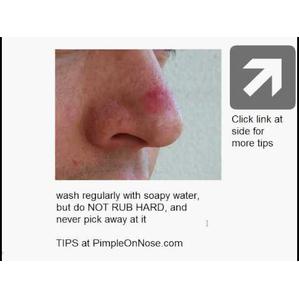 Click link at
side for
more tips
wash regularly with soapy water,
but do NOT RUB HARD, and
never pick away at it
TIPS at PimpleOnNose.com